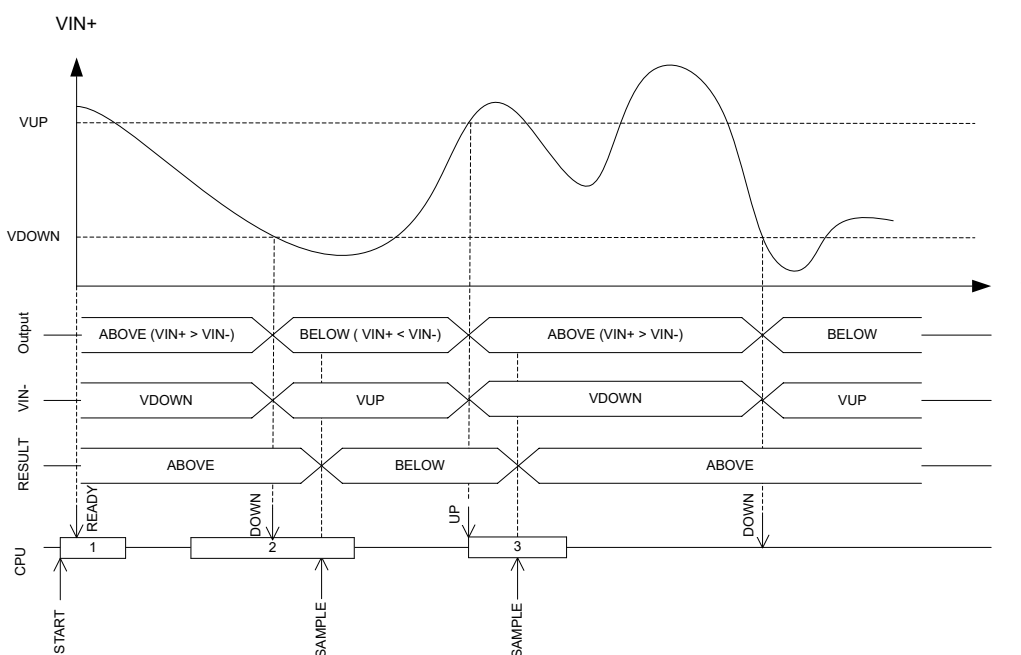 VIN+
VUP
VDOWN
Output
ABOVE (VIN+ > VIN-)
BELOW ( VIN+ < VIN-)
ABOVE (VIN+ > VIN-)
BELOW
VIN-
VDOWN
VUP
VDOWN
VUP
RESULT
ABOVE
BELOW
ABOVE
READY
DOWN
UP
DOWN
CPU
1
2
3
START
SAMPLE
SAMPLE